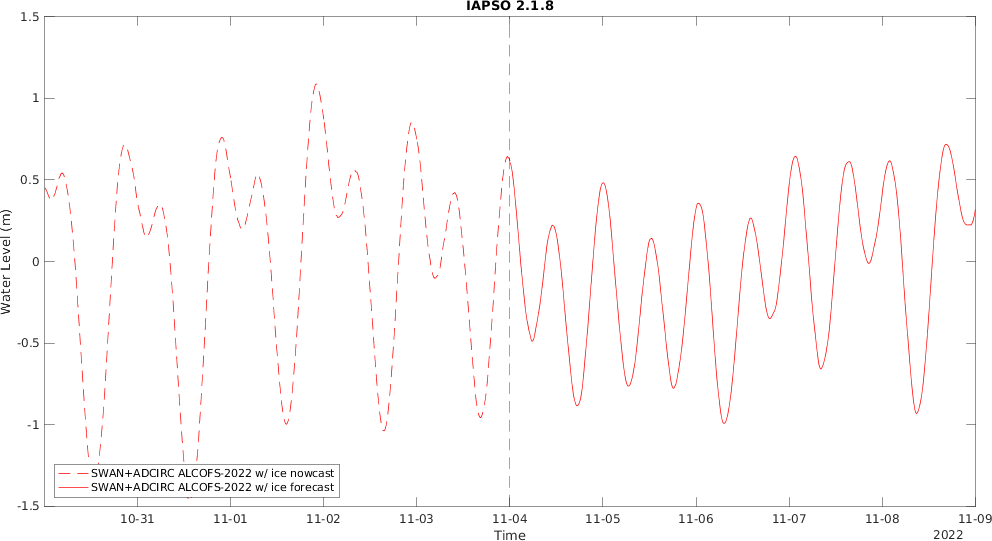 IAPSO 2.1.8
1.5
1
0.5
0
-0.5
-1
-1.5
Water Level (m)
SWAN+ADCIRC ALCOFS-2022 w/ ice nowcast
SWAN+ADCIRC ALCOFS-2022 w/ ice forecast
10-31 11-01 11-02 11-03 11-04 11-05 11-06 11-07 11-08 11-09
Time
2022